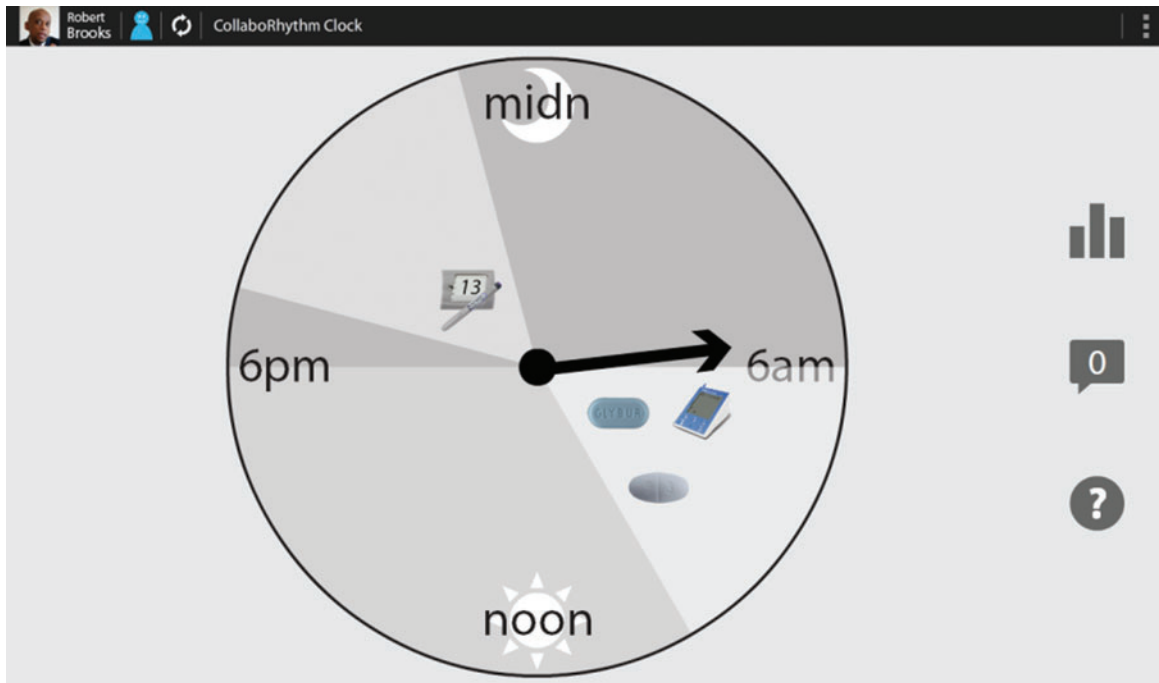 Robert
Brooks
CollaboRhythm Clock
midn
13
6pm
6am
GLYBUR
0
?
noon